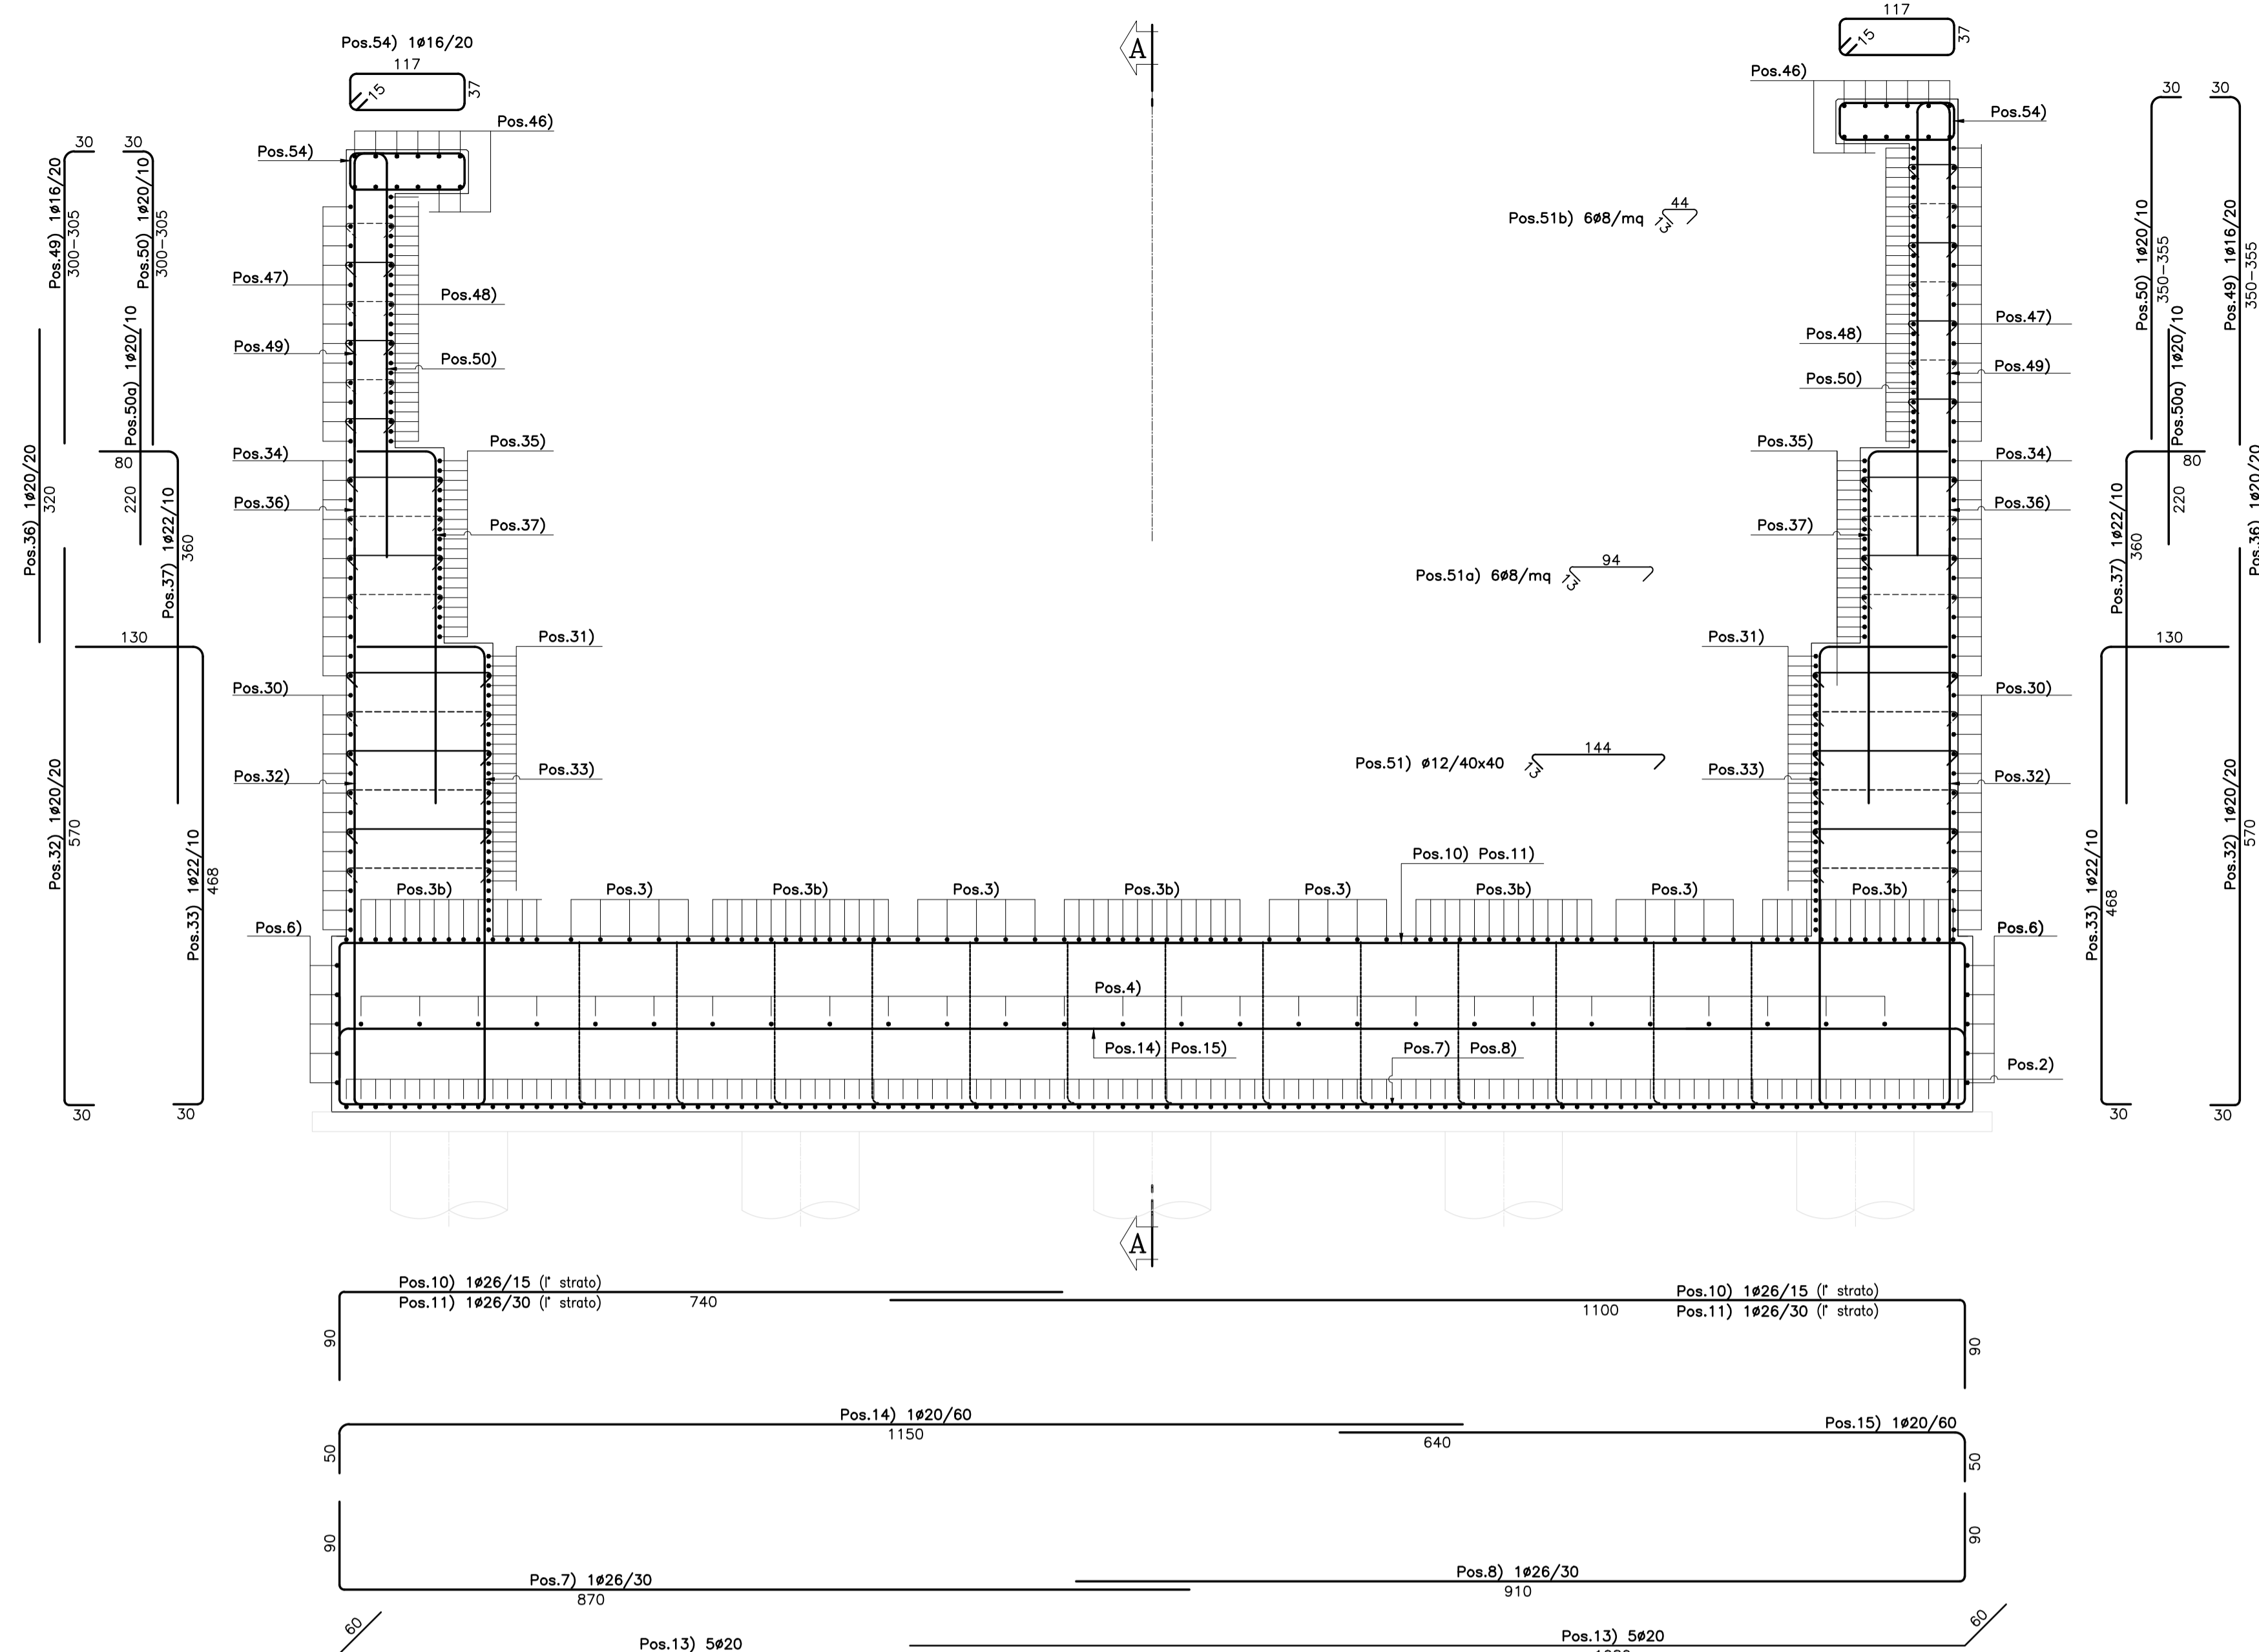 117
15
37
A
Pos.54) 1ø16/20
117
15
37
Pos.46)
Pos.46)
Pos.54)
Pos.54)
30
30
30
30
Pos.49) 1ø16/20
300-305
Pos.50) 1ø20/10
300-305
Pos.50) 1ø20/10
350-355
Pos.49) 1ø16/20
350-355
44
Pos.51b) 6ø8/mq
13
Pos.47)
Pos.48)
Pos.49)
Pos.50)
Pos.47)
Pos.48)
Pos.49)
Pos.50)
Pos.50a) 1ø20/10
220
Pos.50a) 1ø20/10
220
Pos.36) 1ø20/20
320
80
Pos.37) 1ø22/10
360
Pos.34)
Pos.35)
Pos.36)
Pos.37)
Pos.35)
Pos.34)
Pos.36)
Pos.37)
80
Pos.37) 1ø22/10
360
Pos.36) 1ø20/20
94
Pos.51a) 6ø8/mq
13
130
Pos.31)
Pos.31)
130
Pos.30)
Pos.30)
144
Pos.51) ø12/40x40
13
Pos.32)
Pos.33)
Pos.33)
Pos.32)
Pos.32) 1ø20/20
570
Pos.33) 1ø22/10
468
Pos.33) 1ø22/10
468
Pos.32) 1ø20/20
570
Pos.10) Pos.11)
Pos.3b)
Pos.3)
Pos.3b)
Pos.3)
Pos.3b)
Pos.3)
Pos.3b)
Pos.3)
Pos.3b)
Pos.6)
Pos.6)
Pos.4)
Pos.14) Pos.15)
Pos.7) Pos.8)
Pos.2)
30
30
30
30
A
Pos.10) 1ø26/15 (I° strato)
Pos.11) 1ø26/30 (I° strato)
740
Pos.10) 1ø26/15 (I° strato)
1100
Pos.11) 1ø26/30 (I° strato)
90
90
Pos.14) 1ø20/60
1150
Pos.15) 1ø20/60
640
50
50
90
90
Pos.7) 1ø26/30
870
Pos.8) 1ø26/30
910
60
60
Pos.13) 5ø20
Pos.13) 5ø20